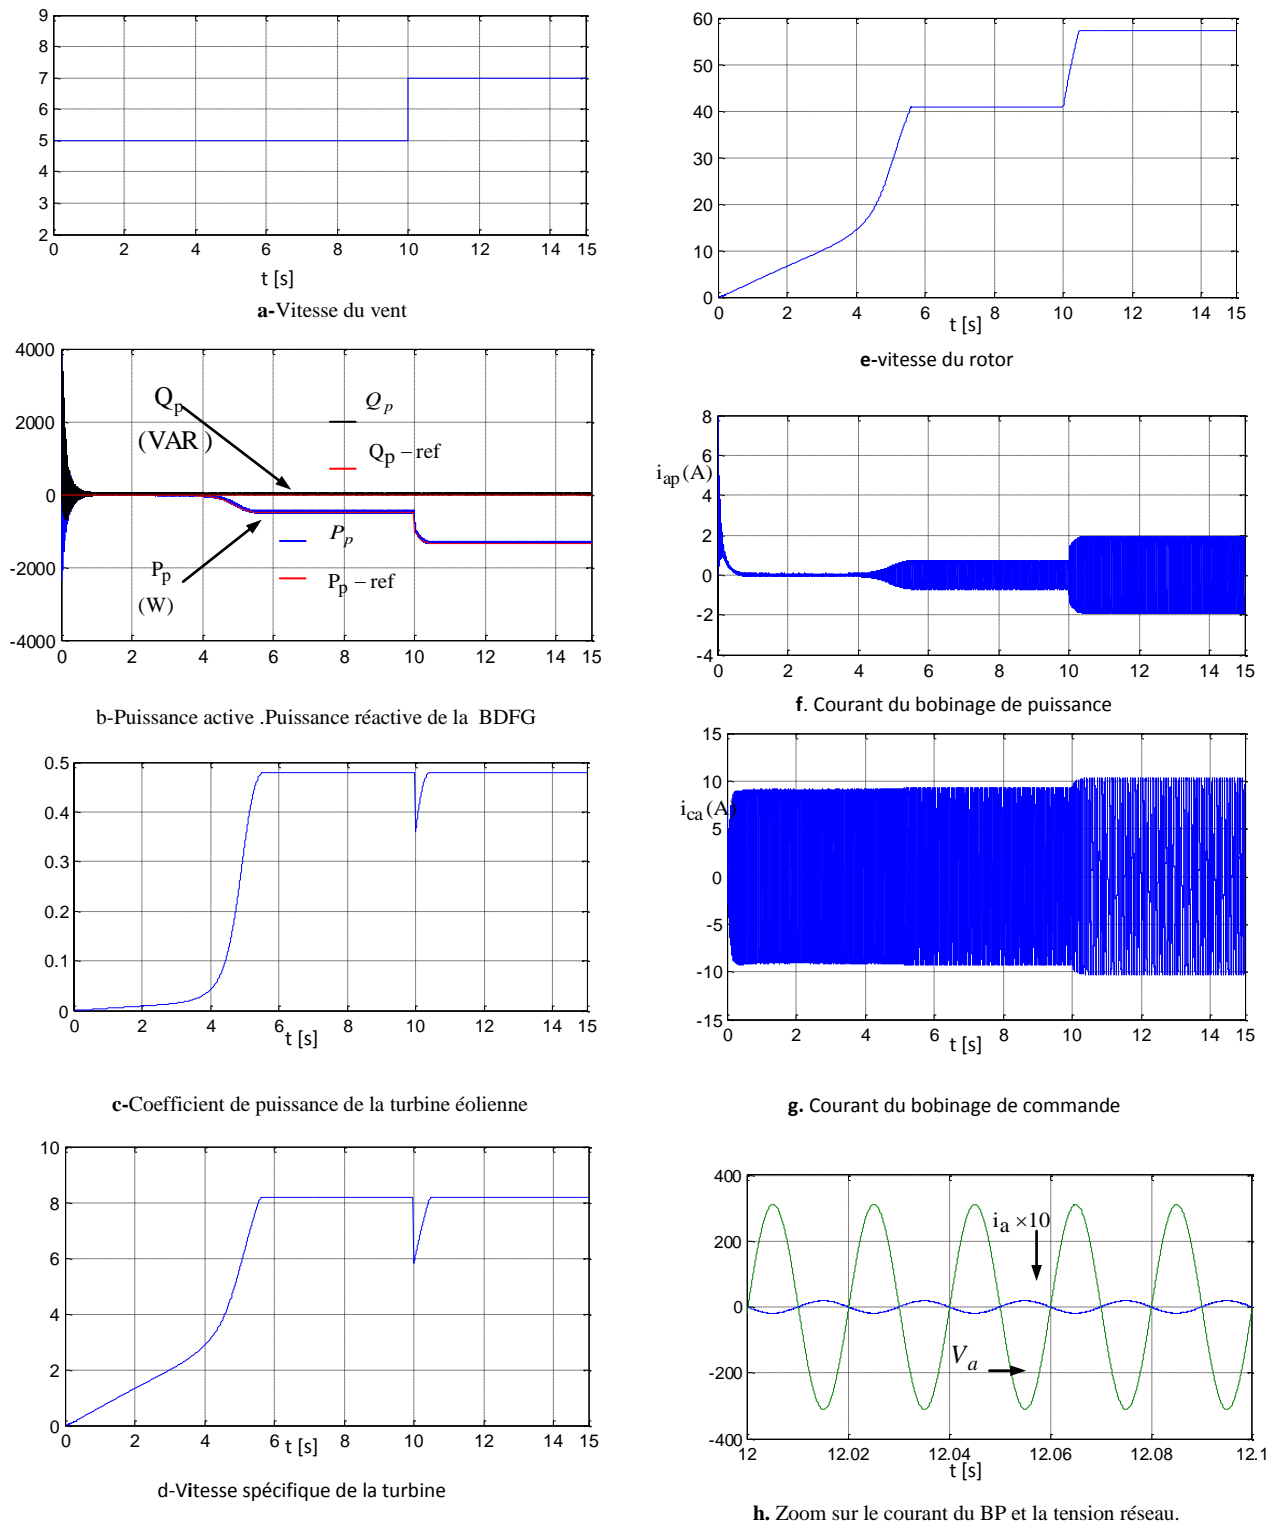 9
8
7
6
5
4
3
2
0 2 4 6 8 10 12 14 15
t [s]
a-Vitesse du vent
4000
2000
0
-2000
-4000
Qp
(VAR )
Qp
Qp – ref
Pp
(W)
Pp
Pp – ref
0 2 4 6 8 10 12 14 15
b-Puissance active .Puissance réactive de la BDFG
0.5
0.4
0.3
0.2
0.1
0
0 2 4 6 8 10 12 14 15
t [s]
c-Coefficient de puissance de la turbine éolienne
10
8
6
4
2
0
0 2 4 6 8 10 12 14 15
t [s]
d-Vitesse spécifique de la turbine
60
50
40
30
20
10
0
0 2 4 6 8 10 12 14 15
t [s]
e-vitesse du rotor
8
6
4
2
0
-2
-4
iap (A)
0 2 4 6 8 10 12 14 15
f. Courant du bobinage de puissance
15
10
5
0
-5
-10
-15
ica (A)
0 2 4 6 8 10 12 14 15
t [s]
g. Courant du bobinage de commande
400
200
0
-200
-400
ia ×10
Va
12 12.02 12.04 12.06 12.08 12.1
t [s]
h. Zoom sur le courant du BP et la tension réseau.